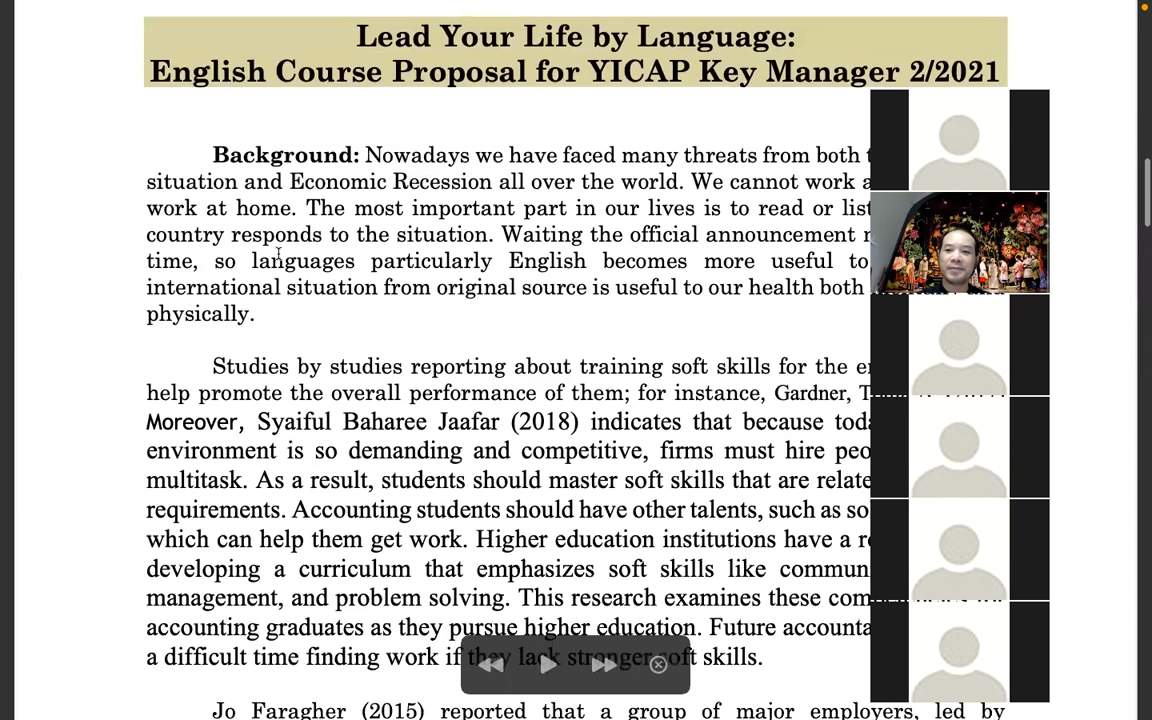 Lead Your Life by Language:
English Course Proposal for YICAP Key Manager 2/2021
Background: Nowadays we have faced many threats from both
situation and Economic Recession all over the world. We cannot work
work at home. The most important part in our lives is to read or
country responds to the situation. Waiting the official announcement
time, so languages particularly English becomes more useful to
international situation from original source is useful to our health both
physically.
Studies by studies reporting about training soft skills for the
help promote the overall performance of them; for instance, Gardner,
Moreover, Syaiful Baharee Jaafar (2018) indicates that because
environment is so demanding and competitive, firms must hire
multitask. As a result, students should master soft skills that are
requirements. Accounting students should have other talents, such as
which can help them get work. Higher education institutions have a
developing a curriculum that emphasizes soft skills like
management, and problem solving. This research examines these
accounting graduates as they pursue higher education. Future
a difficult time finding work if they lack stronger soft skills.
Jo Faragher (2015) reported that a group of major employers, led by